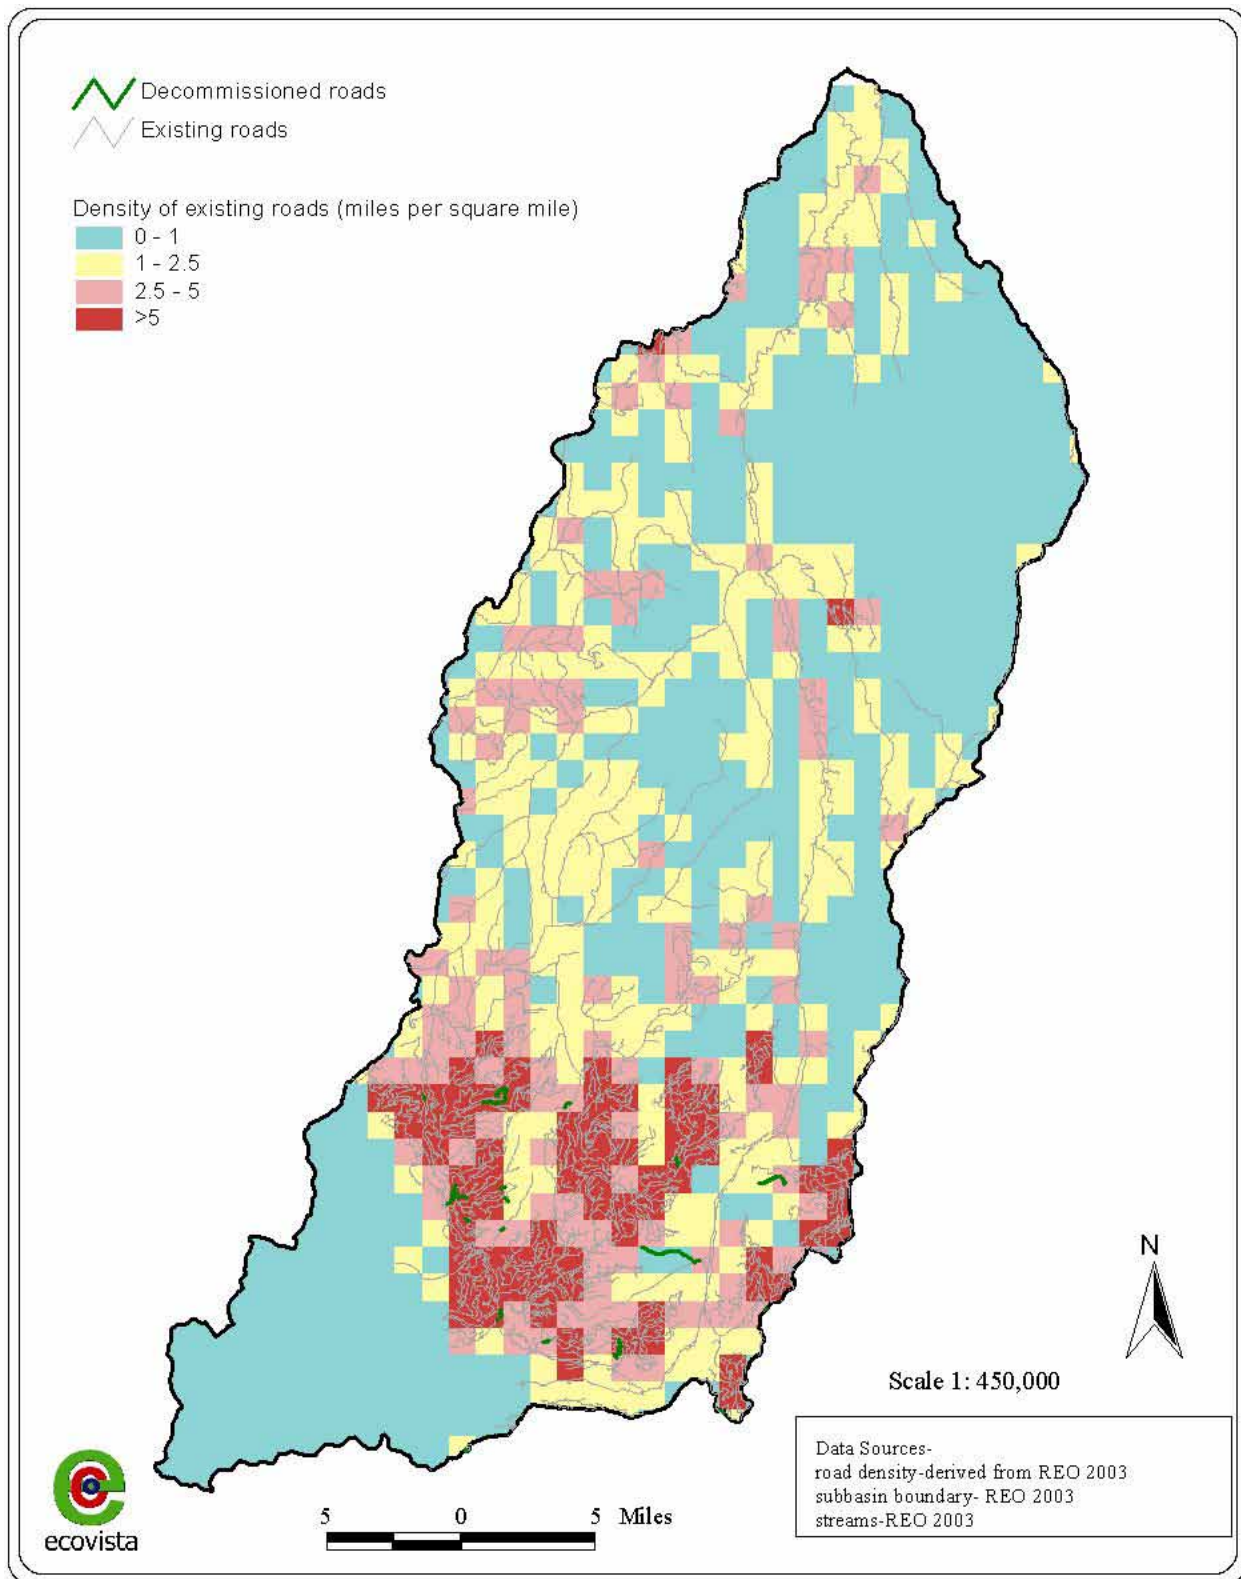 Decommissioned roads
Existing roads
Density of existing roads (miles per square mile)
0 - 1
1 - 2.5
2.5 - 5
>5
N
Scale 1: 450,000
Data Sources-
road density-derived from REO 2003
subbasin boundary- REO 2003
streams-REO 2003
5 0 5 Miles
ecovista